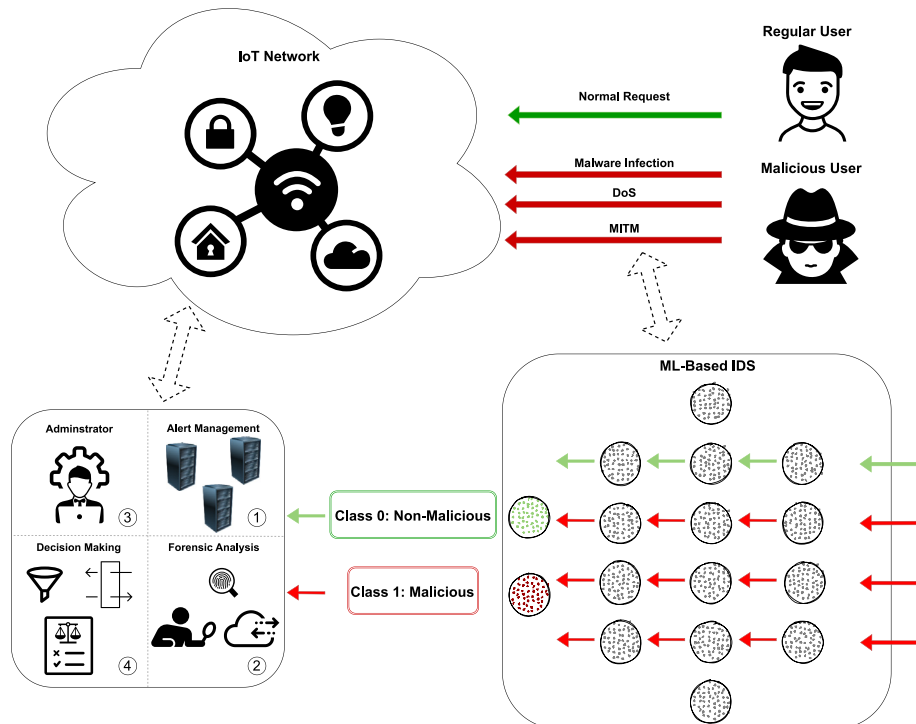 Regular User
IoT Network
Normal Request
Malware Infection
Malicious User
DoS
MITM
ML-Based IDS
Adminstrator
Alert Management
3
1
Class 0: Non-Malicious
Decision Making
Forensic Analysis
Class 1: Malicious
4
2